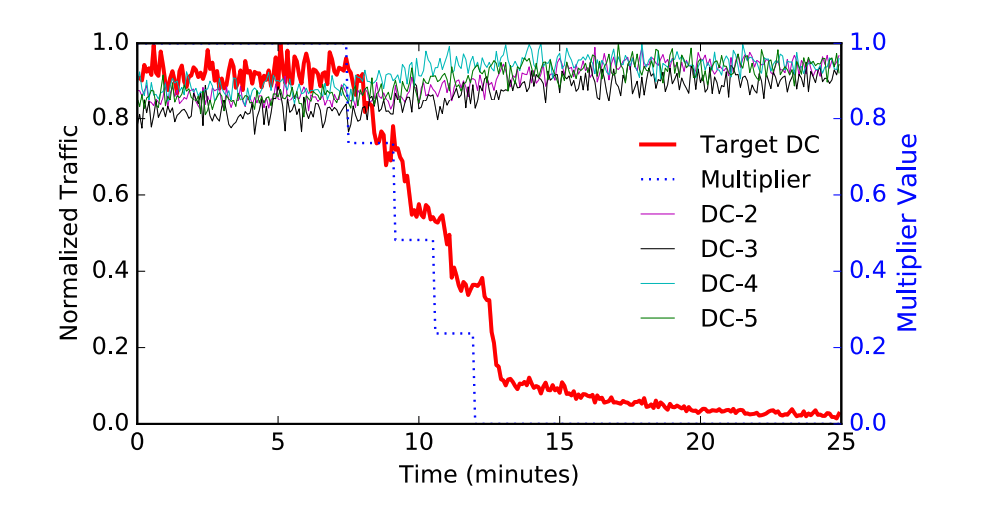 1.0
0.8
0.6
0.4
0.2
0.0
Normalized Traffic
0
5
10
15
20
25
Time (minutes)
1.0
0.8
0.6
0.4
0.2
0.0
Multiplier Value
Target DC
Multiplier
DC-2
DC-3
DC-4
DC-5